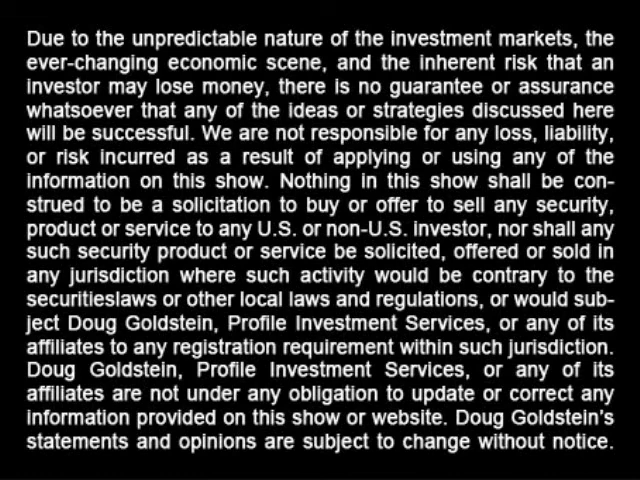 Due to the unpredictable nature of the investment markets, the
ever-changing economic scene, and the inherent risk that an
investor may lose money, there is no guarantee or assurance
whatsoever that any of the ideas or strategies discussed here
will be successful. We are not responsible for any loss, liability,
or risk incurred as a result of applying or using any of the
information on this show. Nothing in this show shall be con-
strued to be a solicitation to buy or offer to sell any security,
product or service to any U.S. or non-U.S. investor, nor shall any
such security product or service be solicited, offered or sold in
any jurisdiction where such activity would be contrary to the
securitieslaws or other local laws and regulations, or would sub-
ject Doug Goldstein, Profile Investment Services, or any of its
affiliates to any registration requirement within such jurisdiction.
Doug Goldstein, Profile Investment Services, or any of its
affiliates are not under any obligation to update or correct any
information provided on this show or website. Doug Goldstein's
statements and opinions are subject to change without notice.